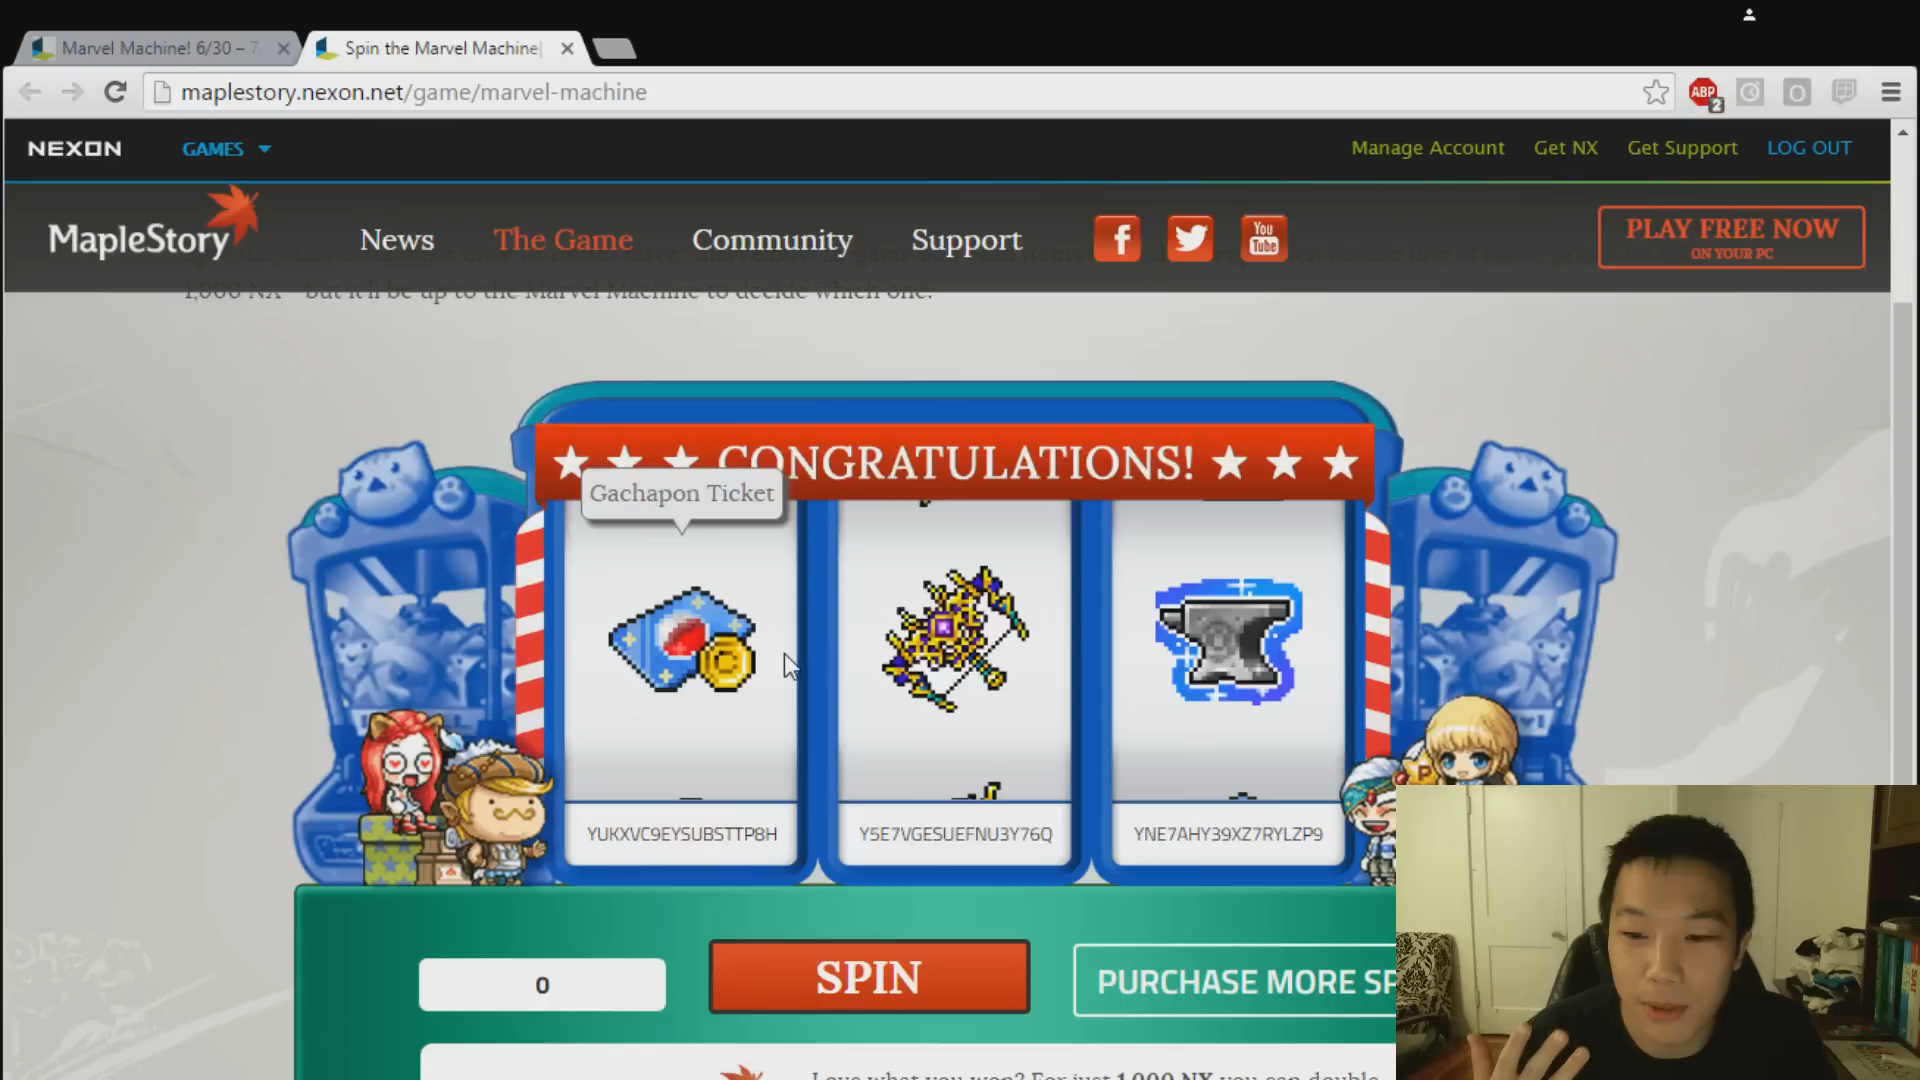 Marvel Machine! 6/30 – 7
Spin the Marvel Machine
maplestory.nexon.net/game/marvel-machine
ABP
2
NEXON
GAMES
Manage Account
Get NX
Get Support
LOG OUT
MapleStory
News
The Game
Community
Support
You
Tube
PLAY FREE NOW
ON YOUR PC
1,000 NX - but it'll be up to the Marvel Machine to decide which one.
CONGRATULATIONS!
Gachapon Ticket
YUKXVC9EYSUBSTTP8H
Y5E7VGESUEFNU3Y76Q
YNE7AHY39XZ7RYLZP9
0
SPIN
PURCHASE MORE SP
Love what you won? For just 1,000 NX you can double